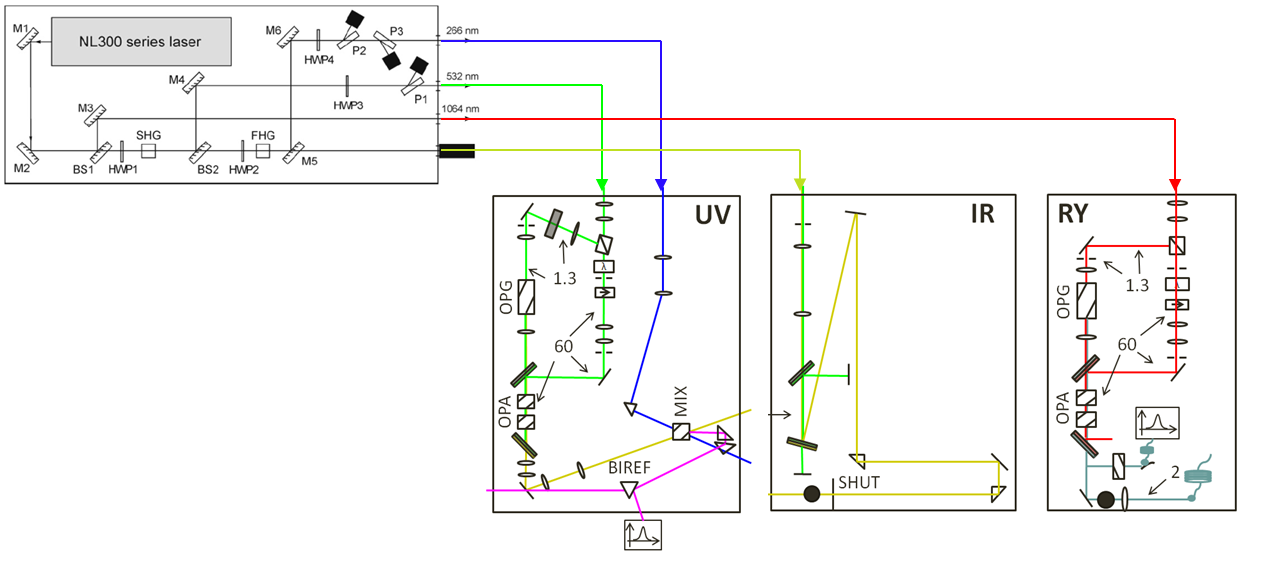 M1
NL300 series laser
M6
HWP4
P2
P3
266 nm
M4
HWP3
P1
532 nm
M3
1064 nm
M2
BS1
HWP1
SHG
BS2
HWP2
FHG
M5
UV
1.3
OPG
λ
60
OPA
MIX
BIREF
IR
SHUT
RY
1.3
OPG
λ
60
OPA
2